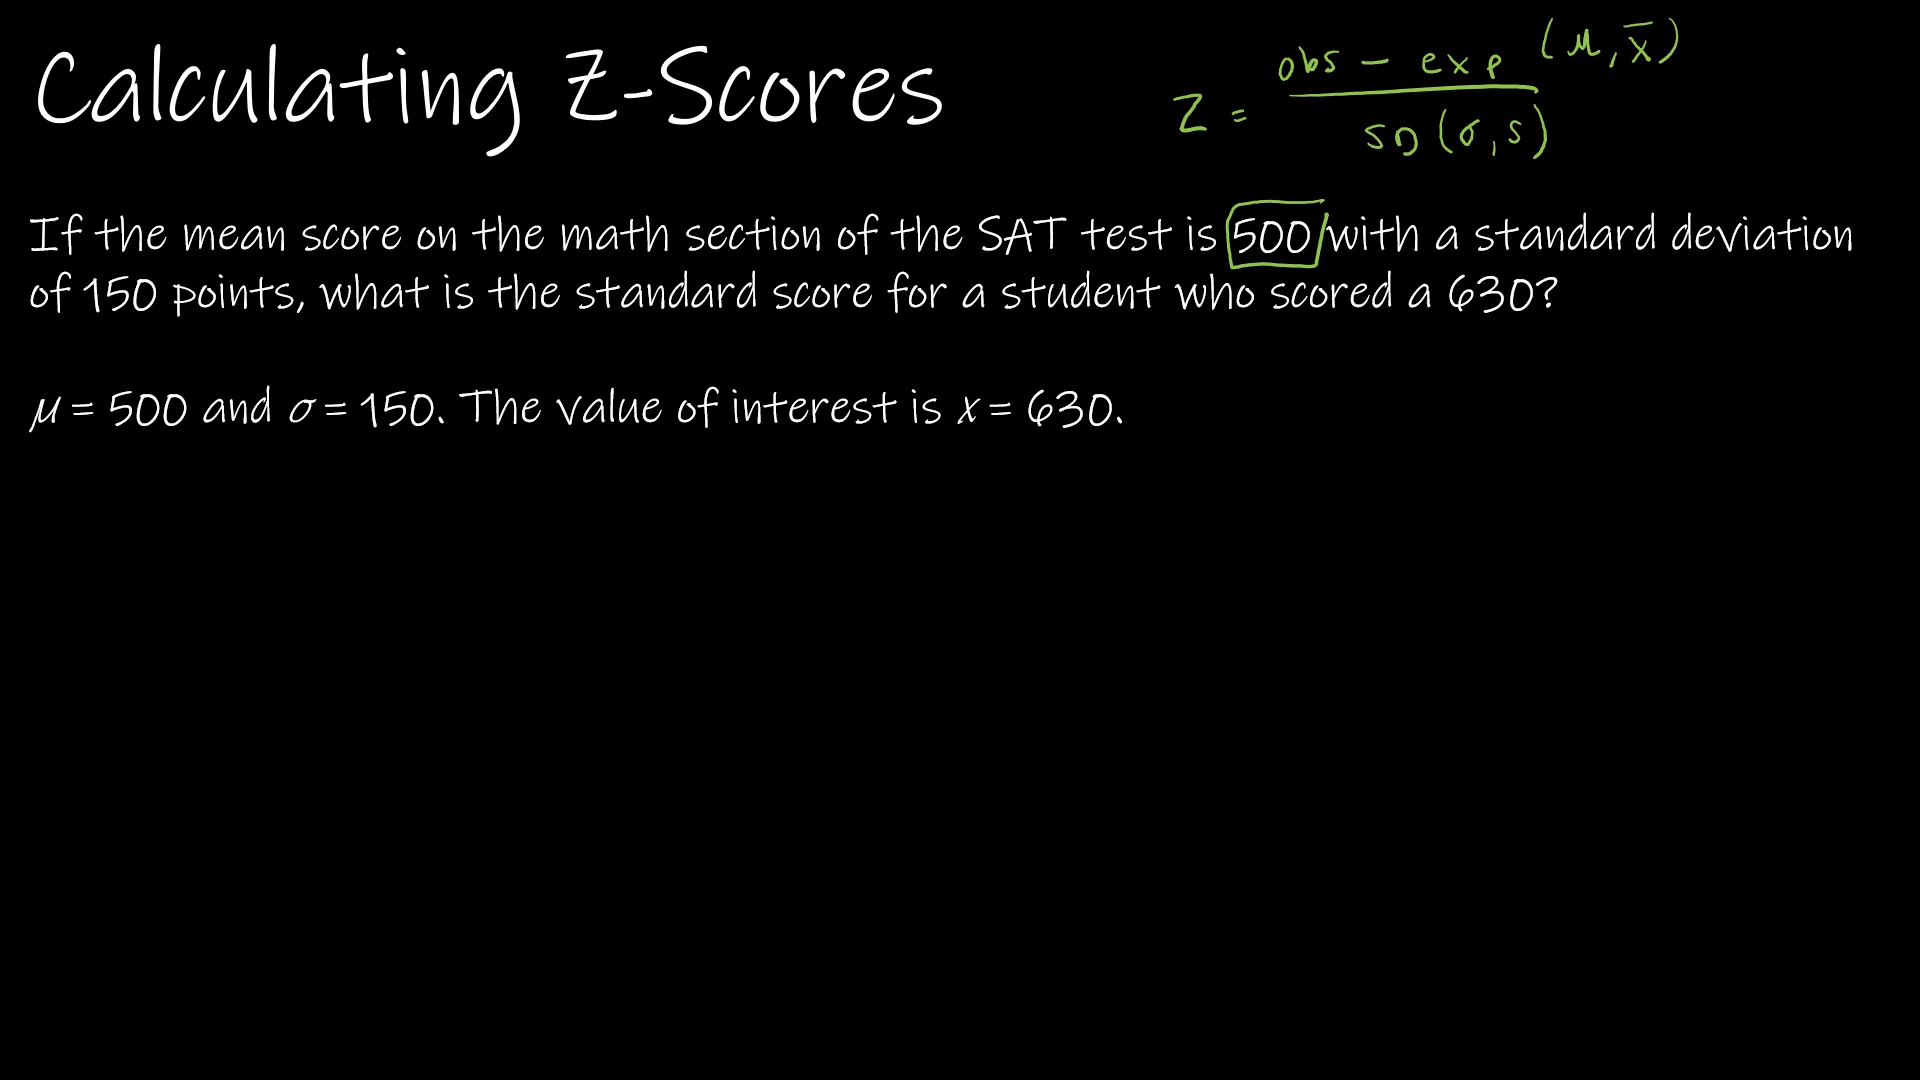 Calculating Z-Scores
Z = obs - exp (μ, x̄) / SD (σ, s)
If the mean score on the math section of the SAT test is 500 with a standard deviation
of 150 points, what is the standard score for a student who scored a 630?
μ = 500 and σ = 150. The value of interest is x = 630.